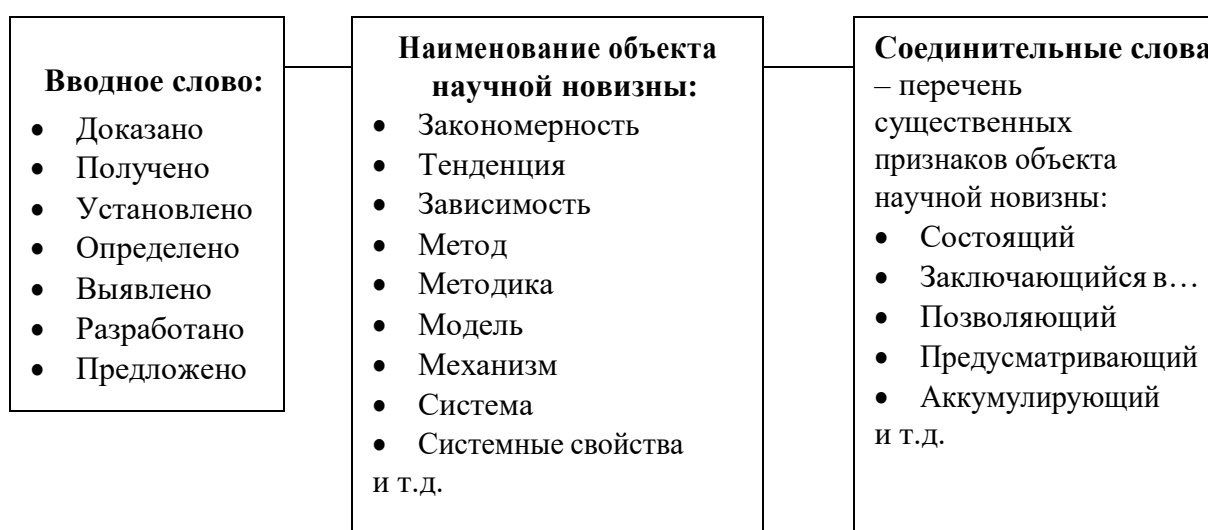 Вводное слово:
• Доказано
• Получено
• Установлено
• Определено
• Выявлено
• Разработано
• Предложено
Наименование объекта
научной новизны:
• Закономерность
• Тенденция
• Зависимость
• Метод
• Методика
• Модель
• Механизм
• Система
• Системные свойства
и т.д.
Соединительные слова
– перечень
существенных
признаков объекта
научной новизны:
• Состоящий
• Заключающийся в…
• Позволяющий
• Предусматривающий
• Аккумулирующий
и т.д.